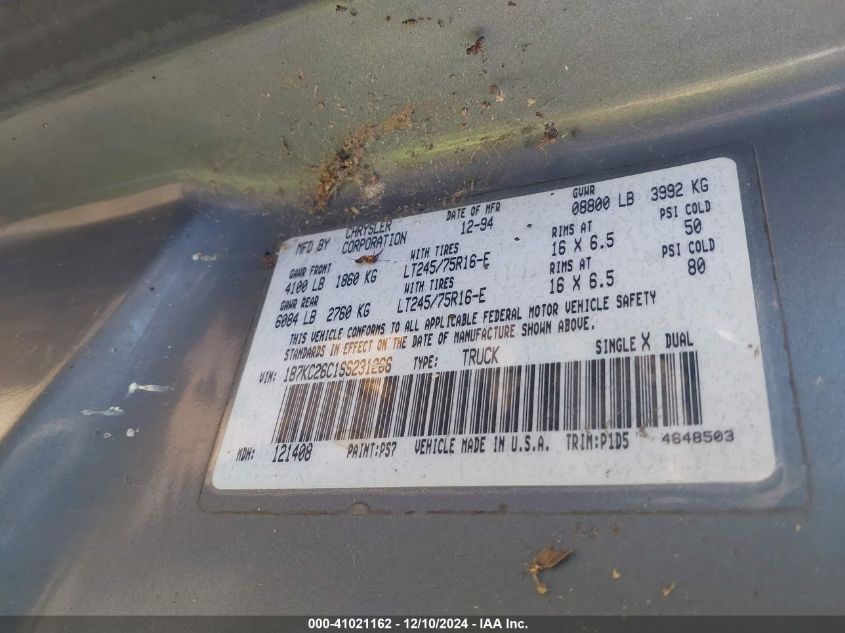 MFD BY CHRYSLER CORPORATION DATE OF MFR 12-94 GVWR 08800 LB 3992 KG
GAWR FRONT 4100 LB 1860 KG WITH TIRES LT245/75R16-E RIMS AT 16 X 6.5 PSI COLD 50
GAWR REAR 6084 LB 2760 KG WITH TIRES LT245/75R16-E RIMS AT 16 X 6.5 PSI COLD 80
THIS VEHICLE CONFORMS TO ALL APPLICABLE FEDERAL MOTOR VEHICLE SAFETY
STANDARDS IN EFFECT ON THE DATE OF MANUFACTURE SHOWN ABOVE.
VIN: 1B7KC26C1SS231266 TYPE: TRUCK SINGLE X DUAL
MDH: 121408 PAINT:PS7 VEHICLE MADE IN U.S.A. TRIM:P1D5 4648503
000-41021162 - 12/10/2024 - IAA Inc.